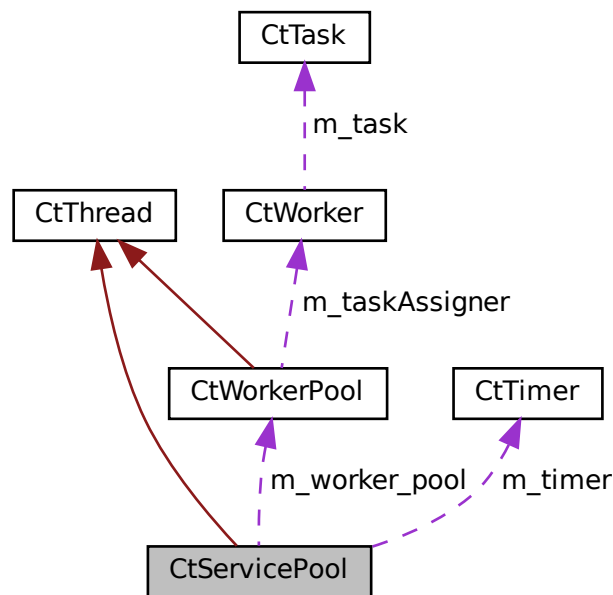 CtTask
m_task
CtThread
CtWorker
m_taskAssigner
CtWorkerPool
CtTimer
m_worker_pool
m_timer
CtServicePool